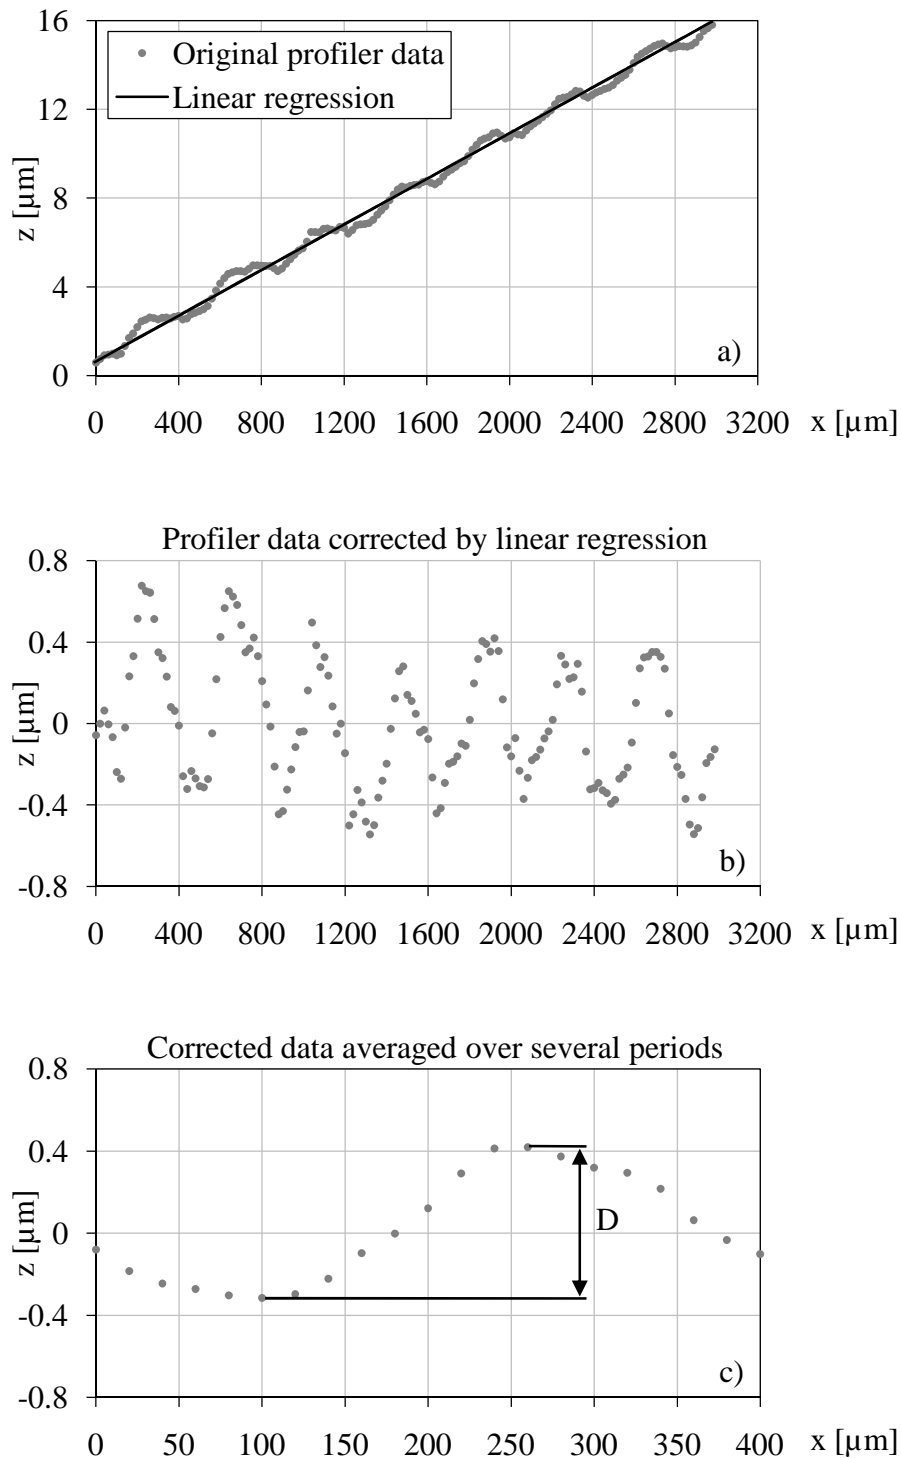 16
12
8
4
0
z [µm]
Original profiler data
Linear regression
a)
0 400 800 1200 1600 2000 2400 2800 3200 x [µm]
Profiler data corrected by linear regression
0.8
0.4
0
-0.4
-0.8
z [µm]
b)
0 400 800 1200 1600 2000 2400 2800 3200 x [µm]
Corrected data averaged over several periods
0.8
0.4
0
-0.4
-0.8
z [µm]
D
c)
0 50 100 150 200 250 300 350 400 x [µm]